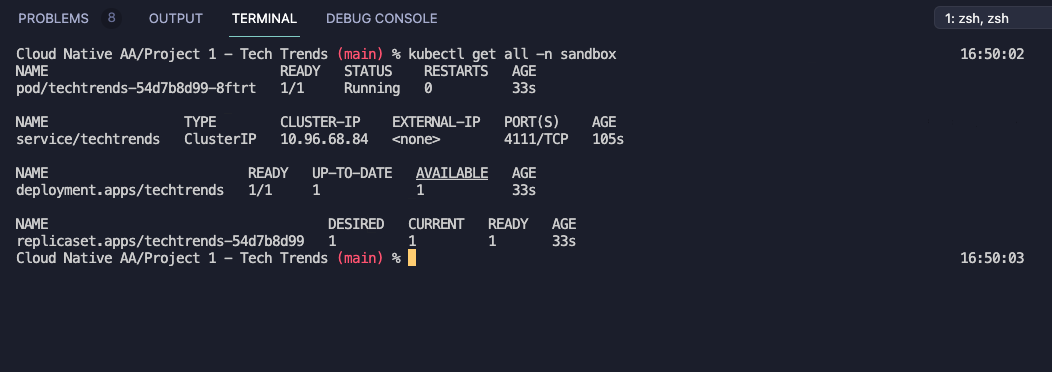 PROBLEMS 8 OUTPUT TERMINAL DEBUG CONSOLE 1: zsh, zsh
Cloud Native AA/Project 1 - Tech Trends (main) % kubectl get all -n sandbox 16:50:02
NAME READY STATUS RESTARTS AGE
pod/techtrends-54d7b8d99-8ftrt 1/1 Running 0 33s
NAME TYPE CLUSTER-IP EXTERNAL-IP PORT(S) AGE
service/techtrends ClusterIP 10.96.68.84 <none> 4111/TCP 105s
NAME READY UP-TO-DATE AVAILABLE AGE
deployment.apps/techtrends 1/1 1 1 33s
NAME DESIRED CURRENT READY AGE
replicaset.apps/techtrends-54d7b8d99 1 1 1 33s
Cloud Native AA/Project 1 - Tech Trends (main) % 16:50:03